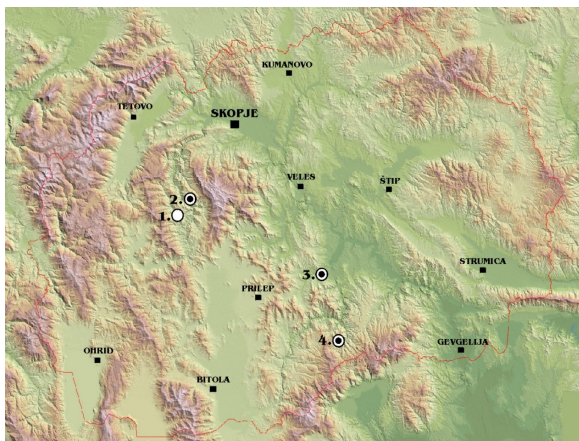 KUMANOVO
TETOVO
SKOPJE
VELES
ŠTIP
2.
1.
STRUMICA
3.
PRILEP
4.
GEVGELIJA
OHRID
BITOLA